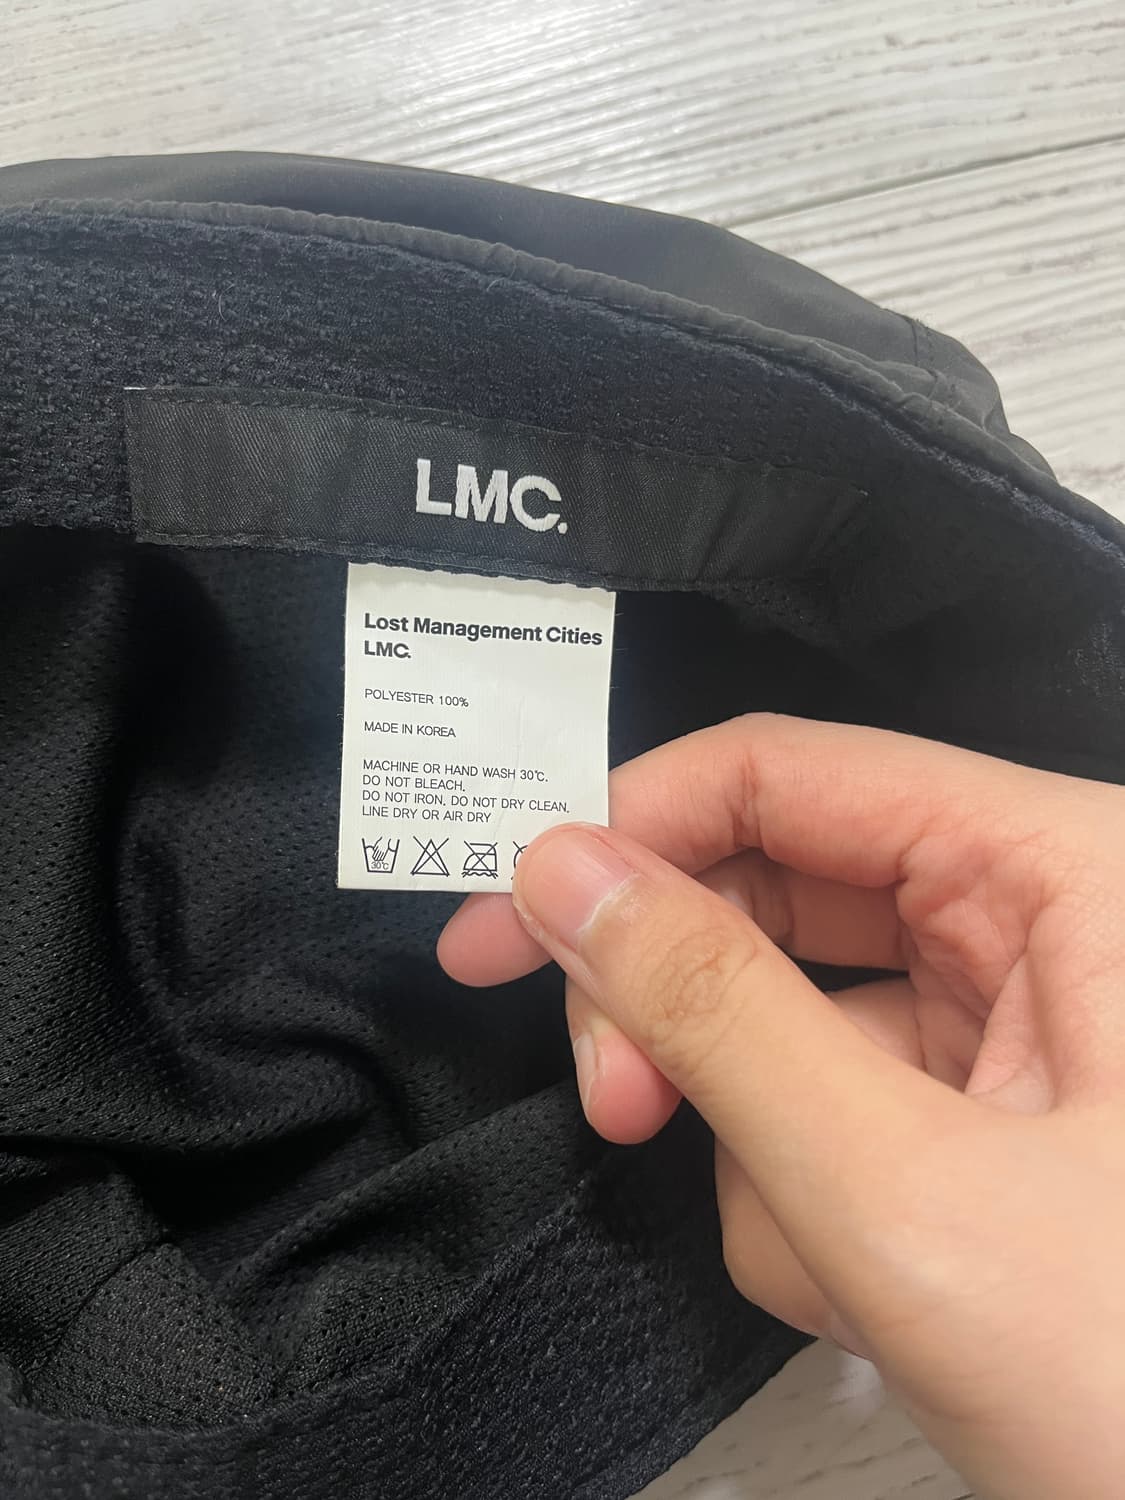 LMC.
Lost Management Cities
LMC.
POLYESTER 100%
MADE IN KOREA
MACHINE OR HAND WASH 30℃.
DO NOT BLEACH.
DO NOT IRON. DO NOT DRY CLEAN.
LINE DRY OR AIR DRY
30℃